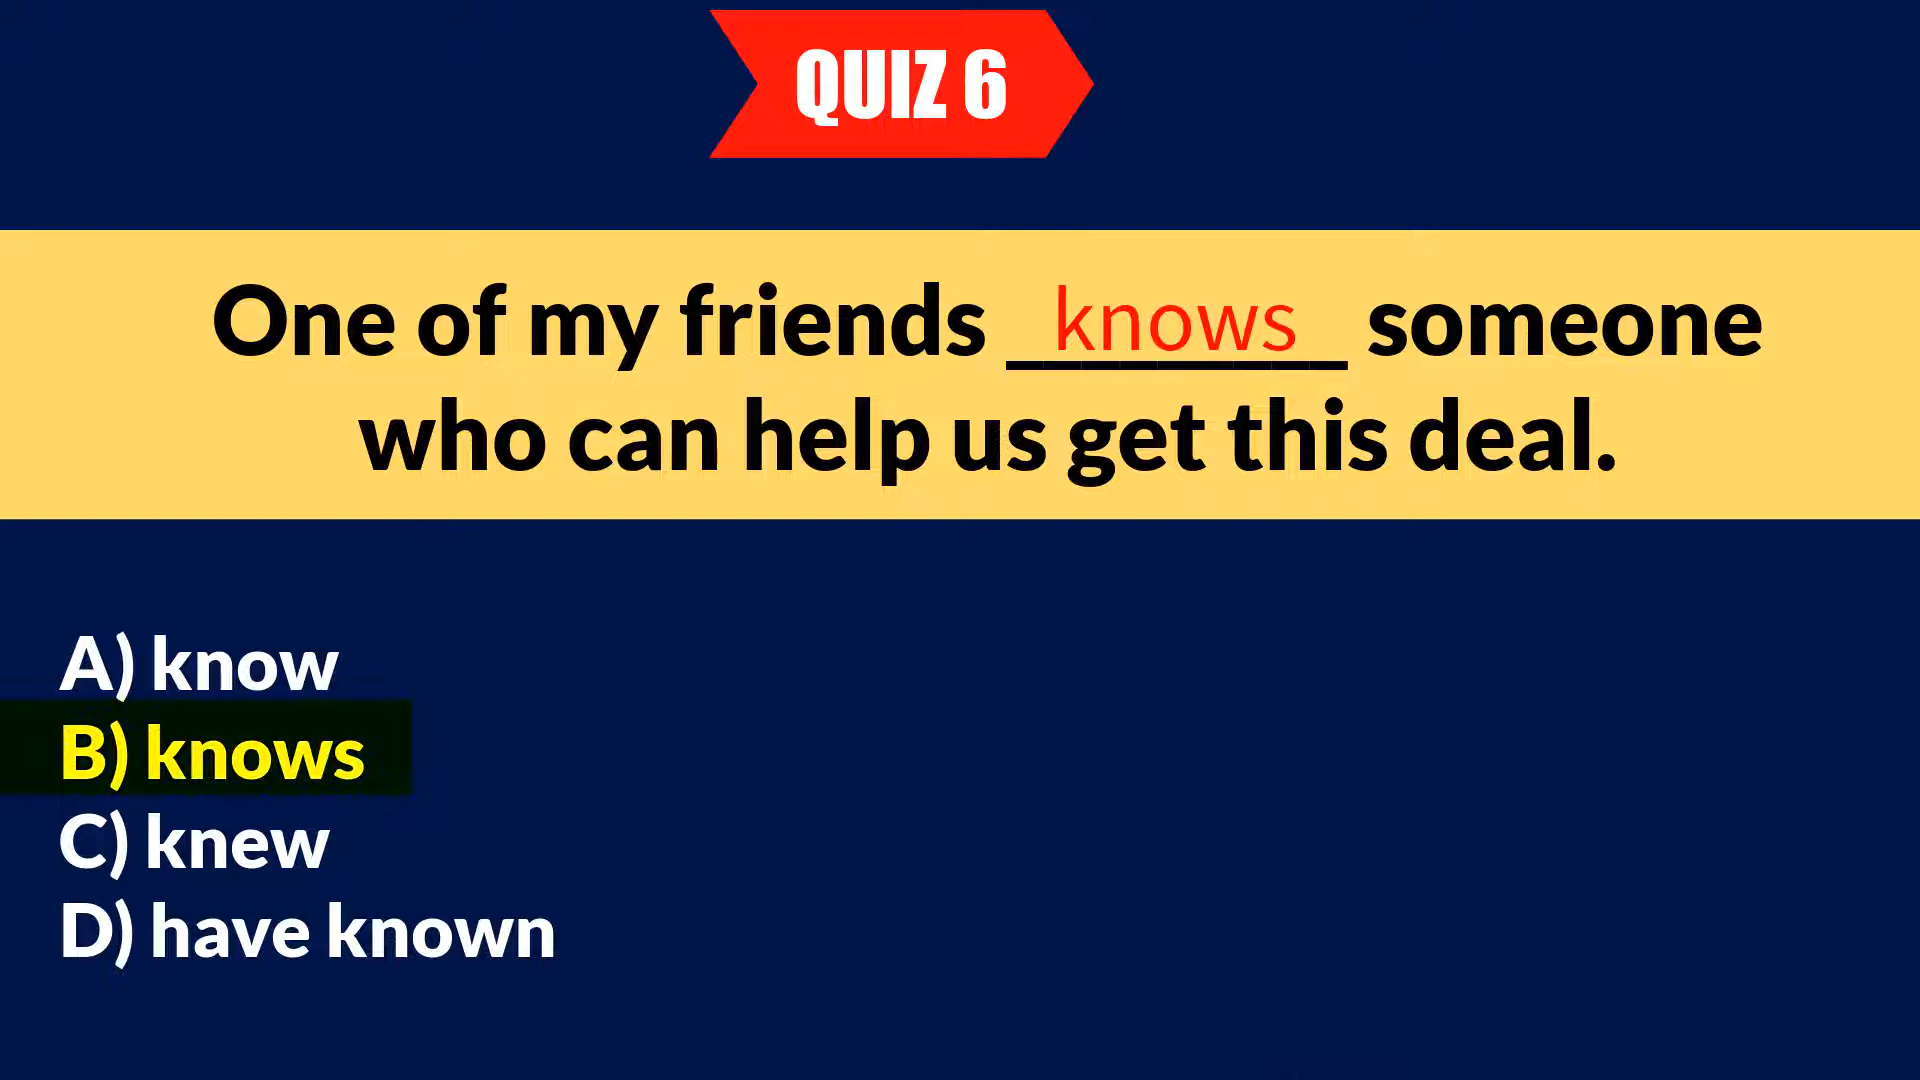 QUIZ 6
One of my friends knows someone
who can help us get this deal.
A) know
B) knows
C) knew
D) have known